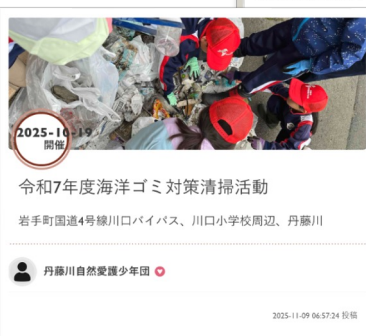 2025-10-19
開催
令和7年度海洋ゴミ対策清掃活動
岩手町国道4号線川口バイパス、川口小学校周辺、丹藤川
丹藤川自然愛護少年団
2025-11-09 06:57:24 投稿